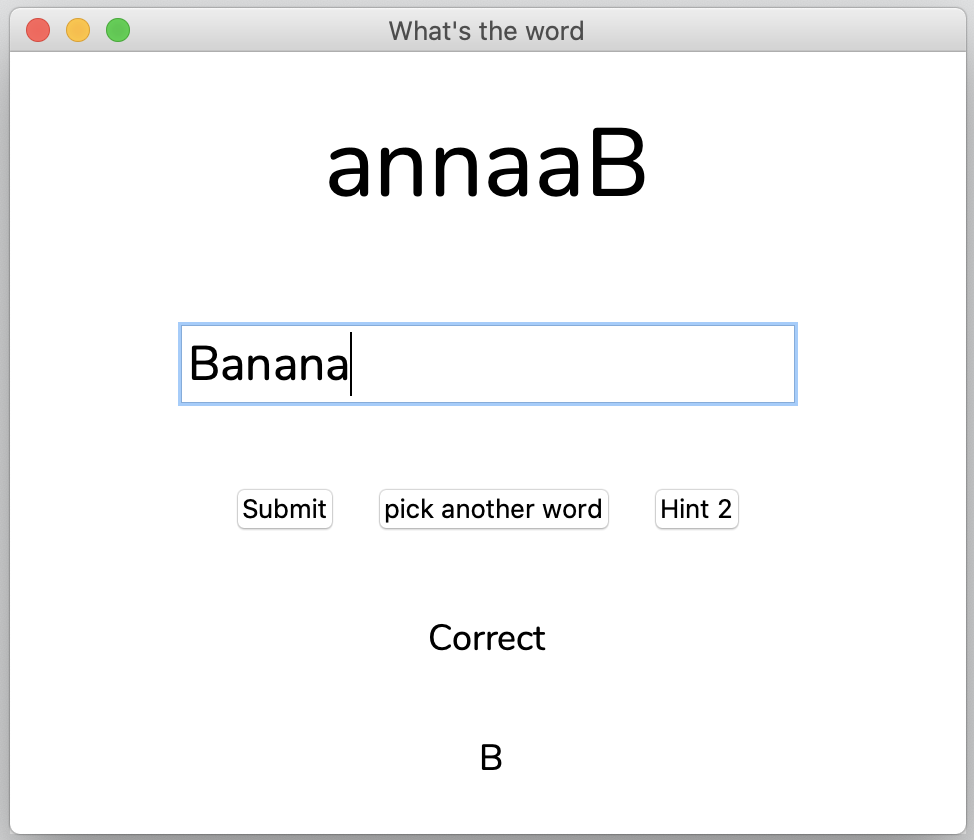 What's the word
annaaB
Banana
Submit pick another word Hint 2
Correct
B